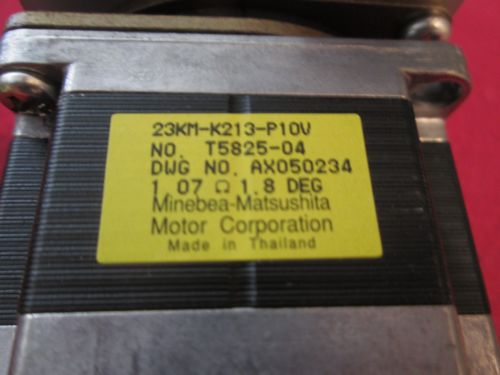 23KM-K213-P10V
NO. T5825-04
DWG NO. AX050234
1.07 Ω 1.8 DEG
Minebea-Matsushita
Motor Corporation
Made in Thailand